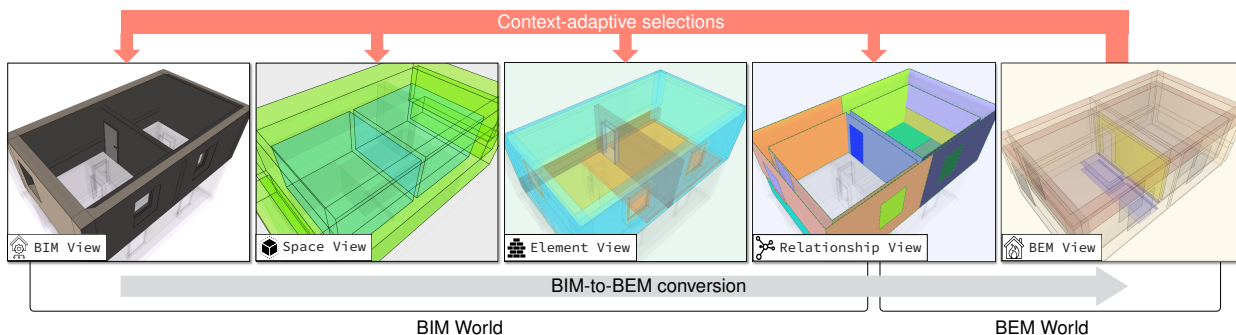 Context-adaptive selections
BIM View
Space View
Element View
Relationship View
BEM View
BIM-to-BEM conversion
BIM World
BEM World